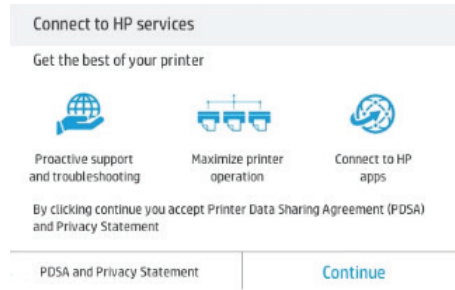 Connect to HP services
Get the best of your printer
Proactive support
and troubleshooting
Maximize printer
operation
Connect to HP
apps
By clicking continue you accept Printer Data Sharing Agreement (PDSA)
and Privacy Statement
PDSA and Privacy Statement
Continue